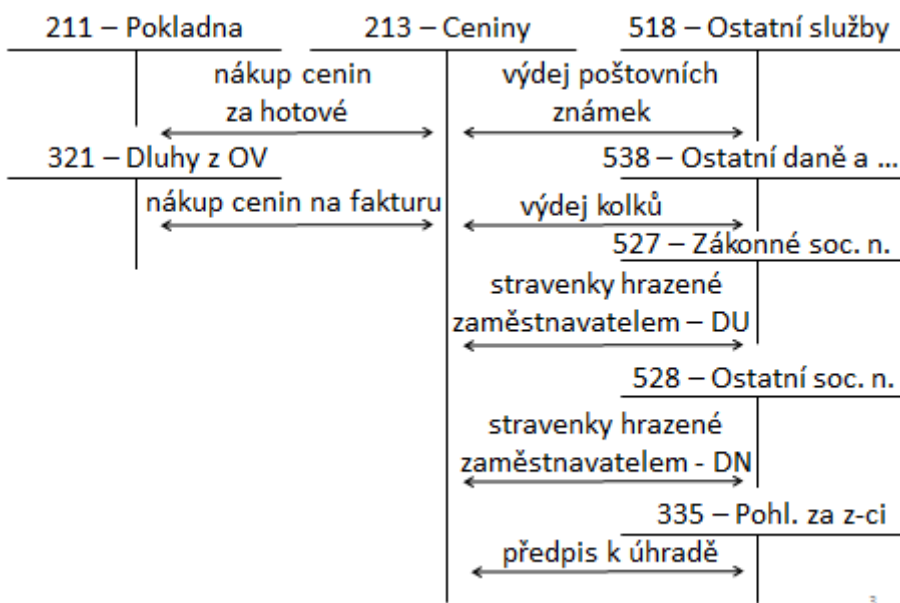 211 – Pokladna
213 – Ceniny
518 – Ostatní služby
nákup cenin
za hotové
výdej poštovních
známek
321 – Dluhy z OV
538 – Ostatní daně a ...
nákup cenin na fakturu
výdej kolků
527 – Zákonné soc. n.
stravenky hrazené
zaměstnavatelem – DU
528 – Ostatní soc. n.
stravenky hrazené
zaměstnavatelem - DN
335 – Pohl. za z-ci
předpis k úhradě